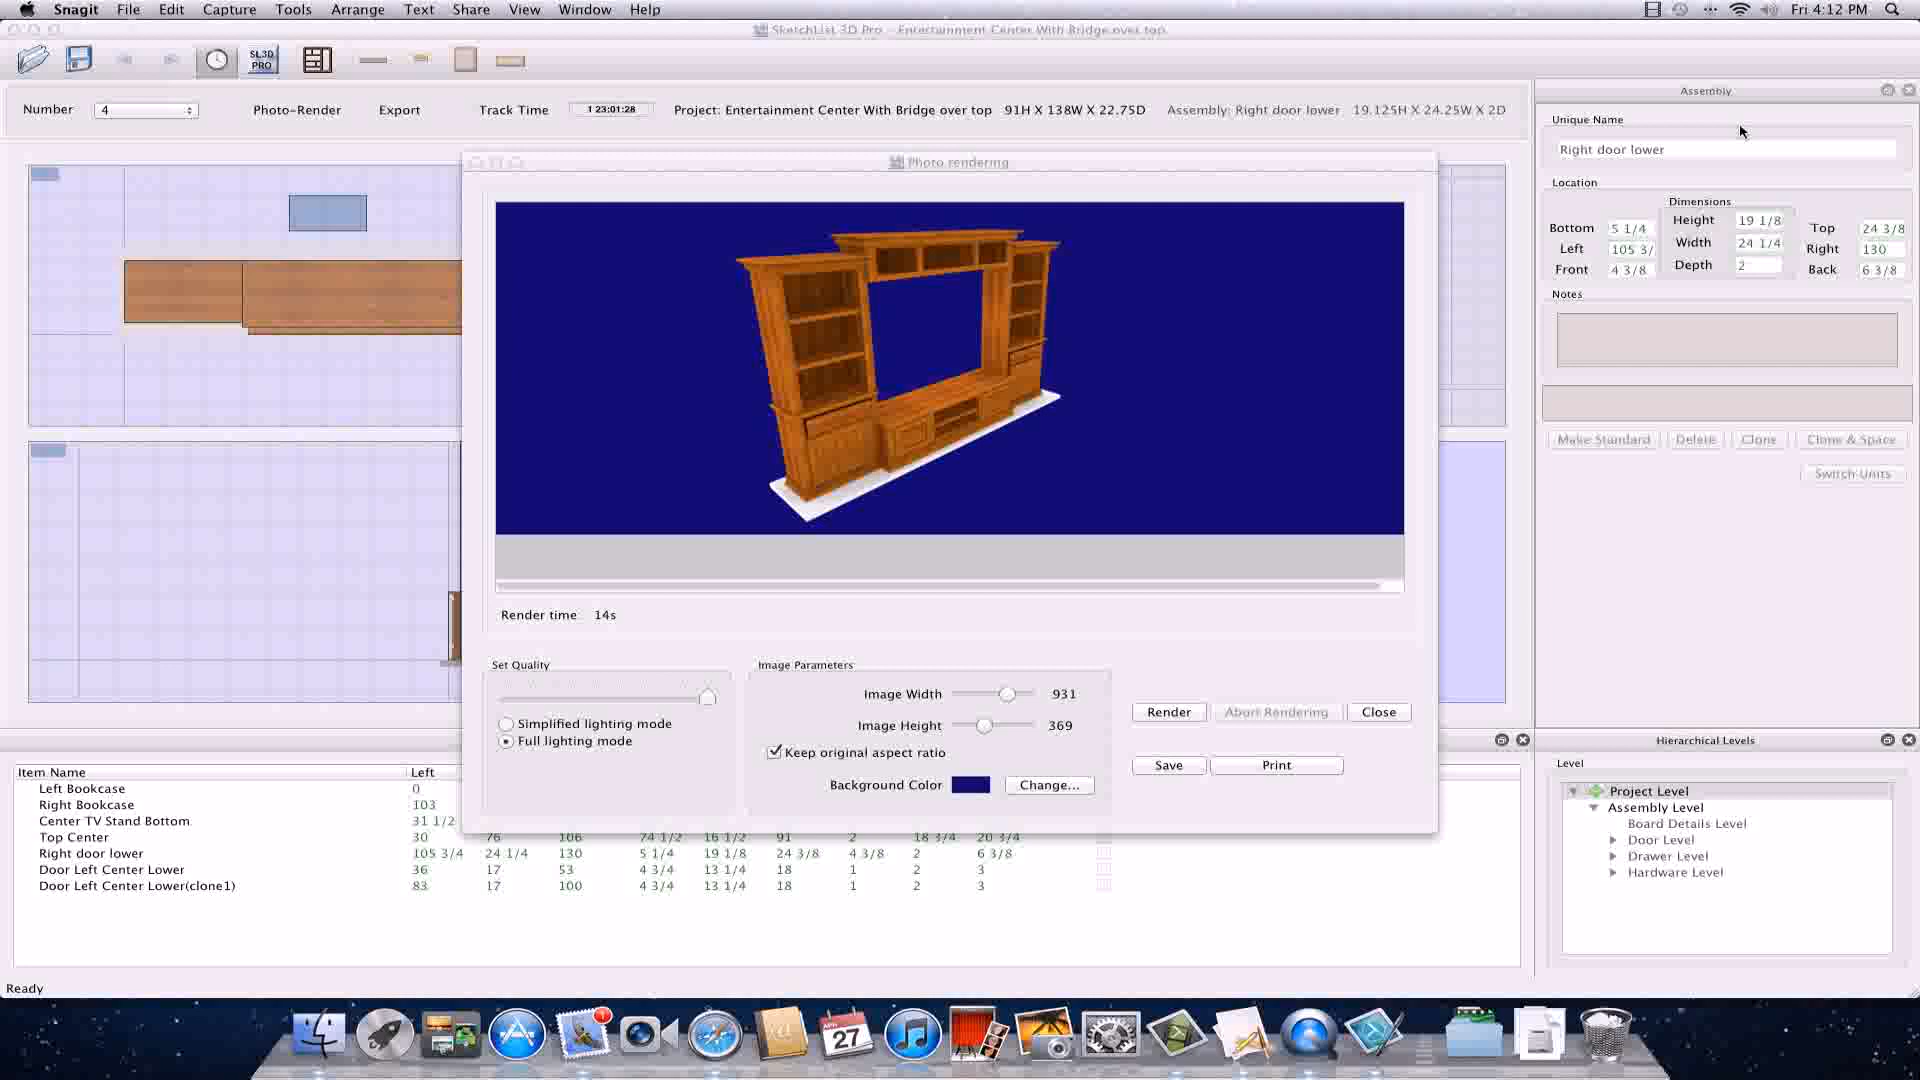 Snagit File Edit Capture Tools Arrange Text Share View Window Help Fri 4:12 PM
SketchList 3D Pro - Entertainment Center With Bridge over top
SL3D
PRO
Number 4 Photo-Render Export Track Time 1 23:01:28 Project: Entertainment Center With Bridge over top 91H X 138W X 22.75D Assembly: Right door lower 19.125H X 24.25W X 2D
Assembly
Unique Name
Right door lower
Location
Dimensions
Bottom 5 1/4 Height 19 1/8 Top 24 3/8
Left 105 3/ Width 24 1/4 Right 130
Front 4 3/8 Depth 2 Back 6 3/8
Notes
Make Standard Delete Clone Clone & Space
Switch Units
Photo rendering
Render time 14s
Set Quality
Simplified lighting mode
Full lighting mode
Image Parameters
Image Width 931
Image Height 369
Keep original aspect ratio
Background Color Change...
Render Abort Rendering Close
Save Print
Item Name Left
Left Bookcase 0
Right Bookcase 103
Center TV Stand Bottom 31 1/2
Top Center 30 76 106 74 1/2 16 1/2 91 2 18 3/4 20 3/4
Right door lower 105 3/4 24 1/4 130 5 1/4 19 1/8 24 3/8 4 3/8 2 6 3/8
Door Left Center Lower 36 17 53 4 3/4 13 1/4 18 1 2 3
Door Left Center Lower(clone1) 83 17 100 4 3/4 13 1/4 18 1 2 3
Hierarchical Levels
Level
Project Level
Assembly Level
Board Details Level
Door Level
Drawer Level
Hardware Level
Ready
1
APR
27